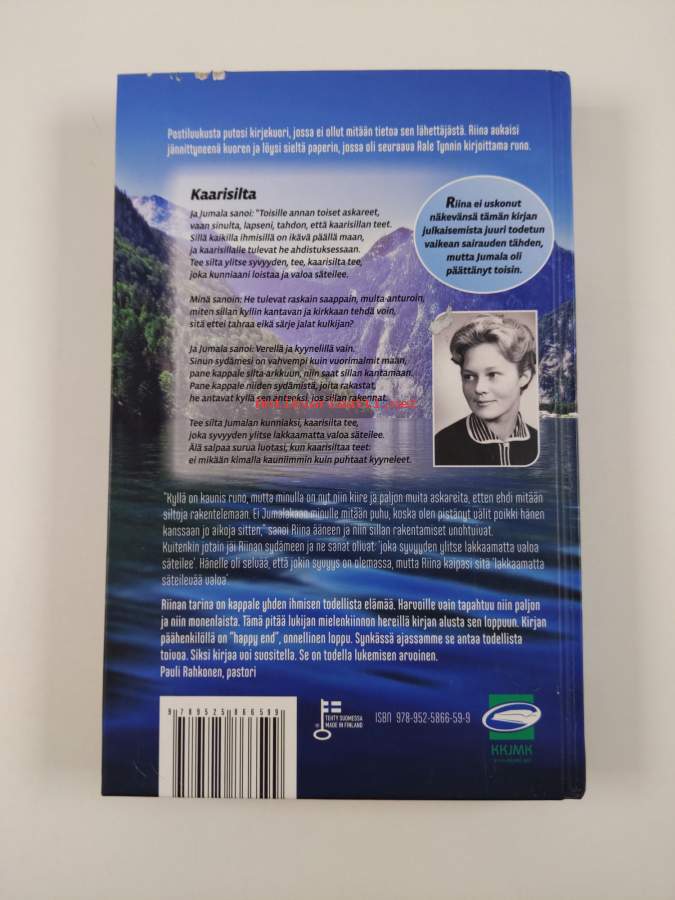 Postiluukusta putosi kirjekuori, jossa ei ollut mitään tietoa sen lähettäjästä. Riina aukaisi
jännittyneenä kuoren ja löysi sieltä paperin, jossa oli seuraava Aale Tynnin kirjoittama runo.
Kaarisilta
Ja Jumala sanoi: "Toisille annan toiset askareet,
vaan sinulta, lapseni, tahdon, että kaarisillan teet.
Sillä kaikilla ihmisillä on ikävä päällä maan,
ja kaarisillalle tulevat he ahdistuksessaan.
Tee silta ylitse syvyyden, tee, kaarisilta tee,
joka kunniaani loistaa ja valoa säteilee.
Minä sanoin: He tulevat raskain saappain, multa-anturoin,
miten sillan kyllin kantavan ja kirkkaan tehdä voin,
sitä ettei tahraa eikä särje jalat kulkijan?
Ja Jumala sanoi: Verellä ja kyynelillä vain.
Sinun sydämesi on vahvempi kuin vuorimalmit maan,
pane kappale silta-arkkuun, niin saat sillan kantamaan.
Pane kappale niiden sydämistä, joita rakastat,
he antavat kyllä sen anteeksi, jos sillan rakennat.
Tee silta Jumalan kunniaksi, kaarisilta tee,
joka syvyyden ylitse lakkaamatta valoa säteilee.
Älä salpaa surua luotasi, kun kaarisiltaa teet:
ei mikään kimalla kauniimmin kuin puhtaat kyyneleet.
Riina ei uskonut
näkevänsä tämän kirjan
julkaisemista juuri todetun
vaikean sairauden tähden,
mutta Jumala oli
päättänyt toisin.
"Kyllä on kaunis runo, mutta minulla on nyt niin kiire ja paljon muita askareita, etten ehdi mitään
siltoja rakentelemaan. Ei Jumalakaan minulle mitään puhu, koska olen pistänyt välit poikki hänen
kanssaan jo aikoja sitten," sanoi Riina ääneen ja niin sillan rakentamiset unohtuivat.
Kuitenkin jotain jäi Riinan sydämeen ja ne sanat olivat: 'joka syvyyden ylitse lakkaamatta valoa
säteilee'. Hänelle oli selvää, että jokin syvyys on olemassa, mutta Riina kaipasi sitä 'lakkaamatta
säteilevää valoa'
Riinan tarina on kappale yhden ihmisen todellista elämää. Harvoille vain tapahtuu niin paljon
ja niin monenlaista. Tämä pitää lukijan mielenkiinnon hereillä kirjan alusta sen loppuun. Kirjan
päähenkilöllä on "happy end", onnellinen loppu. Synkässä ajassamme se antaa todellista
toivoa. Siksi kirjaa voi suositella. Se on todella lukemisen arvoinen.
Pauli Rahkonen, pastori
9 789525 866599
TEHTY SUOMESSA
MADE IN FINLAND
ISBN 978-952-5866-59-9
KKJMK